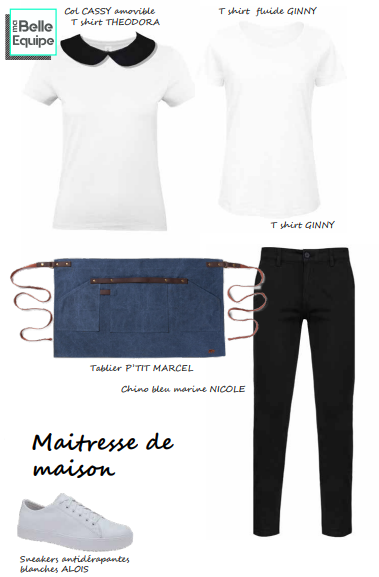 ma
Belle
Equipe
Col CASSY amovible
T shirt THEODORA
T shirt fluide GINNY
T shirt GINNY
Tablier P'TIT MARCEL
Chino bleu marine NICOLE
Maitresse de
maison
Sneakers antidérapantes
blanches ALOIS